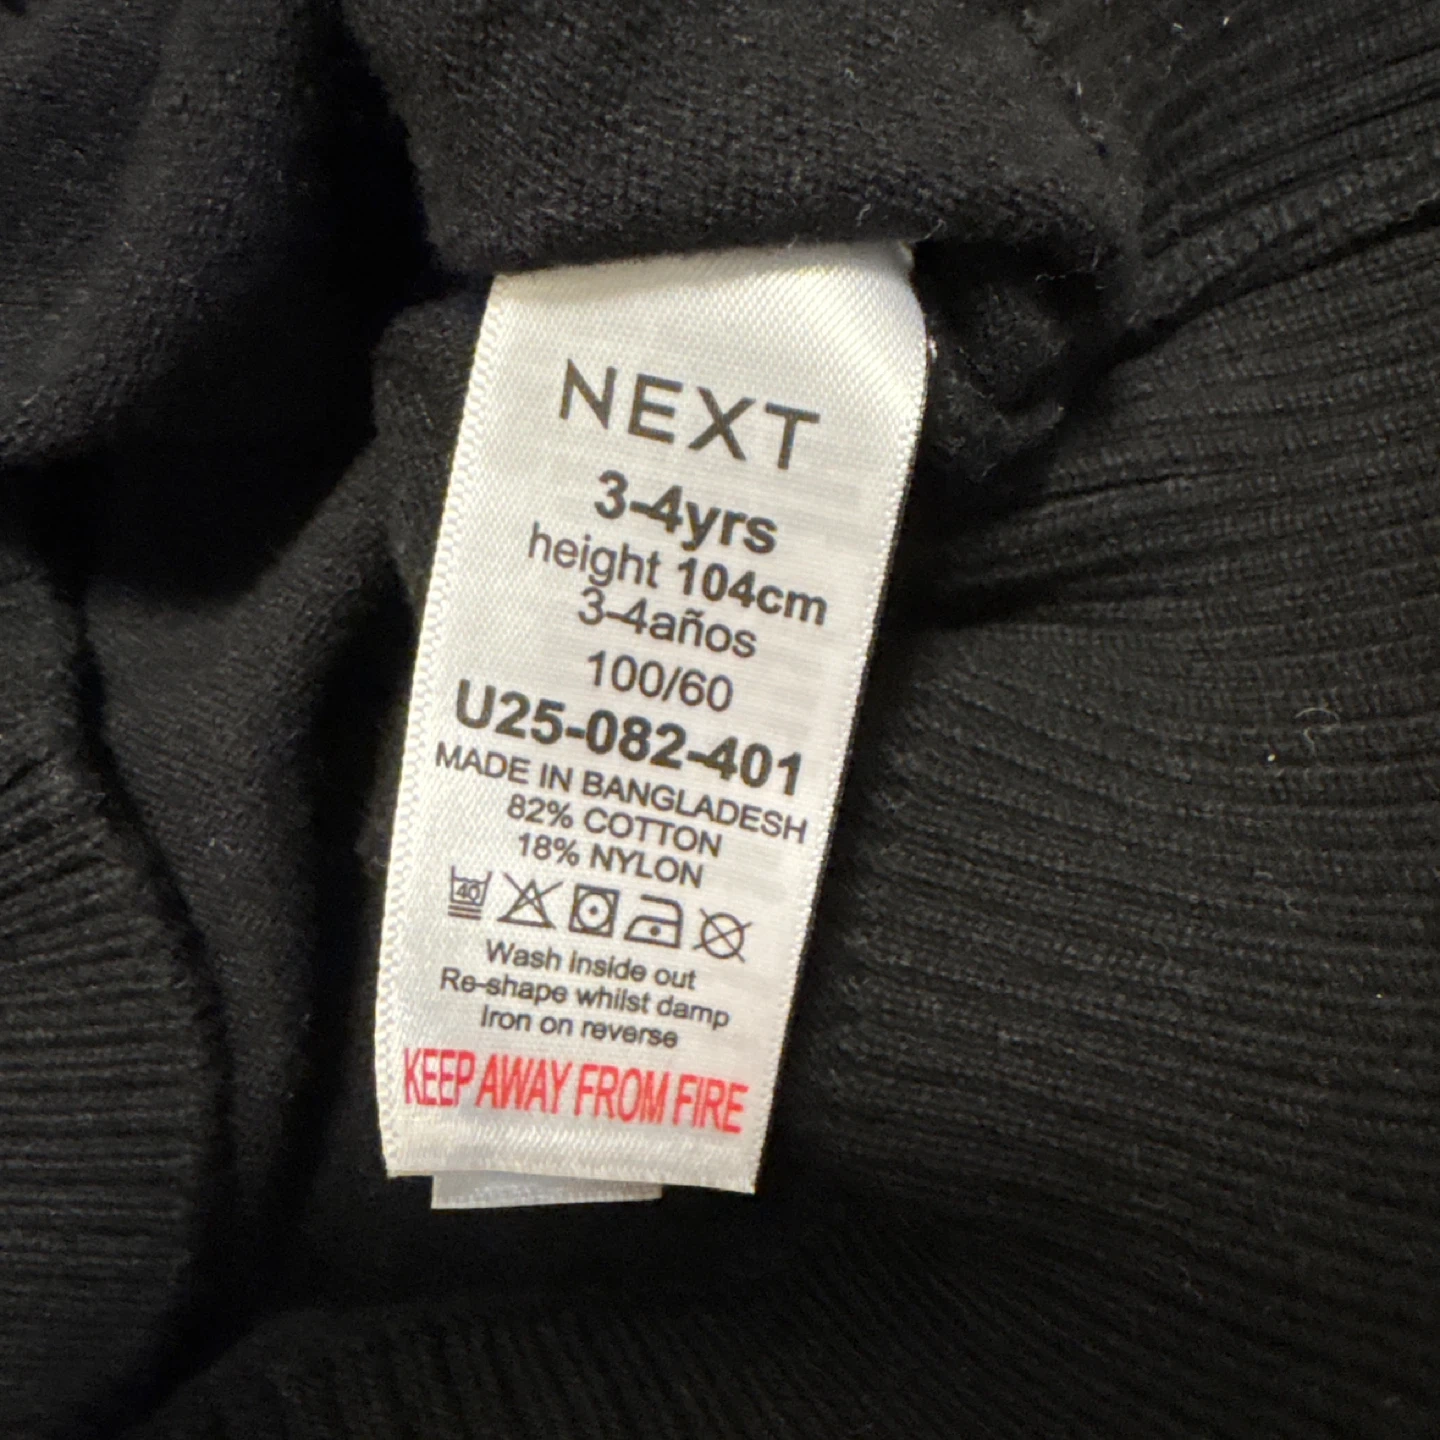 NEXT
3-4yrs
height 104cm
3-4años
100/60
U25-082-401
MADE IN BANGLADESH
82% COTTON
18% NYLON
40
Wash inside out
Re-shape whilst damp
Iron on reverse
KEEP AWAY FROM FIRE